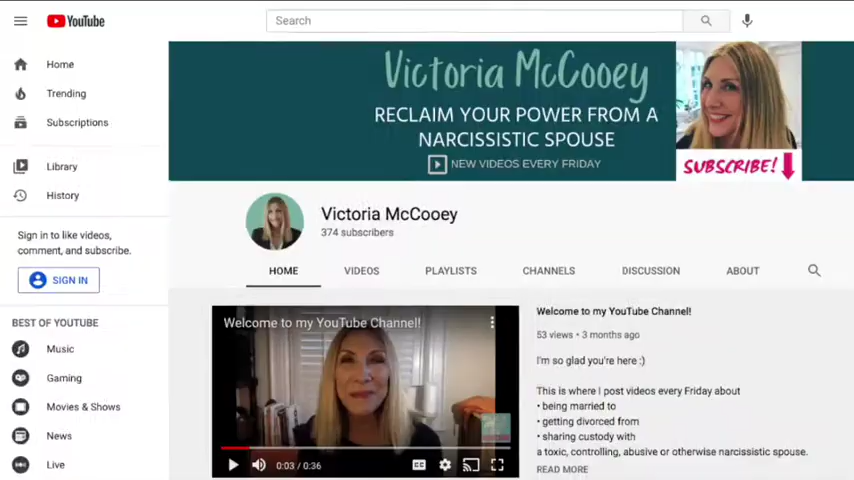 YouTube
Search
Home
Trending
Subscriptions
Library
History
Sign in to like videos,
comment, and subscribe.
SIGN IN
BEST OF YOUTUBE
Music
Gaming
Movies & Shows
News
Live
Victoria McCooey
RECLAIM YOUR POWER FROM A
NARCISSISTIC SPOUSE
NEW VIDEOS EVERY FRIDAY
SUBSCRIBE!
Victoria McCooey
374 subscribers
HOME VIDEOS PLAYLISTS CHANNELS DISCUSSION ABOUT
Welcome to my YouTube Channel!
0:03 / 0:36
Welcome to my YouTube Channel!
53 views • 3 months ago
I'm so glad you're here :)
This is where I post videos every Friday about
• being married to
• getting divorced from
• sharing custody with
a toxic, controlling, abusive or otherwise narcissistic spouse.
READ MORE